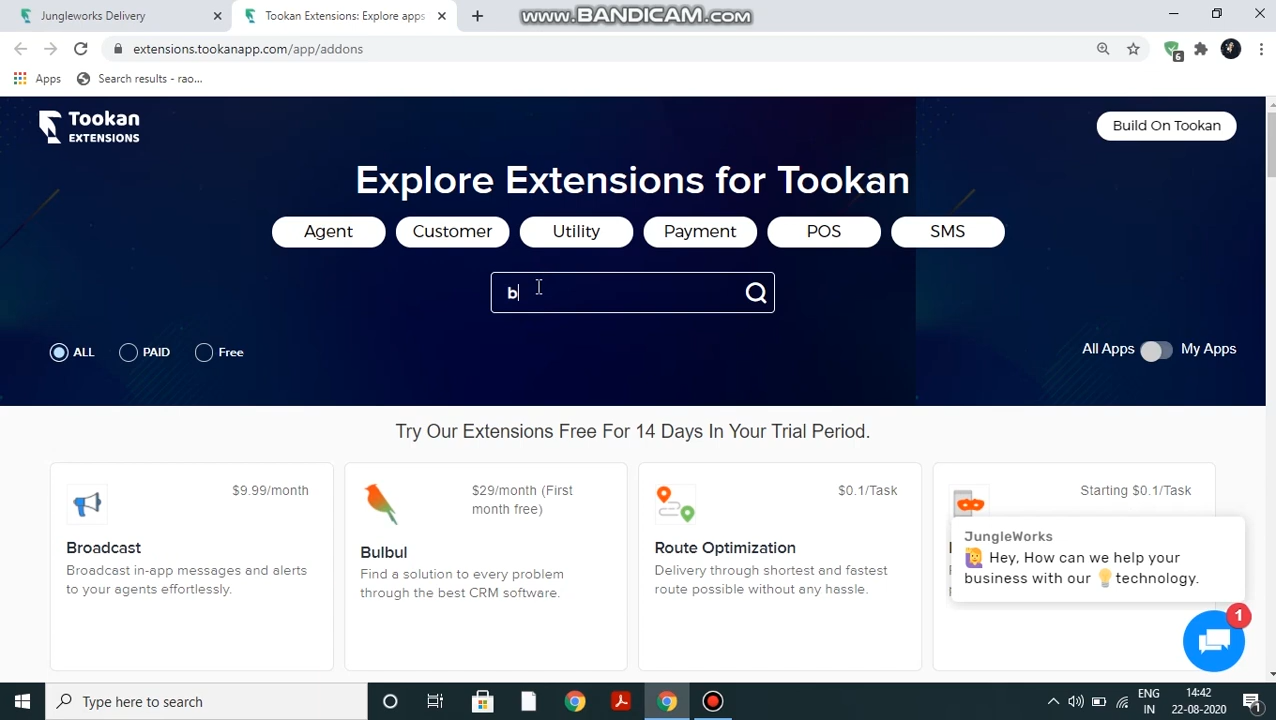 Jungleworks Delivery
Tookan Extensions: Explore apps
www.BANDICAM.com
extensions.tookanapp.com/app/addons
6
Apps
Search results - rao...
Tookan
EXTENSIONS
Build On Tookan
Explore Extensions for Tookan
Agent
Customer
Utility
Payment
POS
SMS
b
ALL
PAID
Free
All Apps
My Apps
Try Our Extensions Free For 14 Days In Your Trial Period.
$9.99/month
Broadcast
Broadcast in-app messages and alerts
to your agents effortlessly.
$29/month (First
month free)
Bulbul
Find a solution to every problem
through the best CRM software.
$0.1/Task
Route Optimization
Delivery through shortest and fastest
route possible without any hassle.
Starting $0.1/Task
JungleWorks
Hey, How can we help your
business with our technology.
1
Type here to search
ENG
IN
14:42
22-08-2020
1